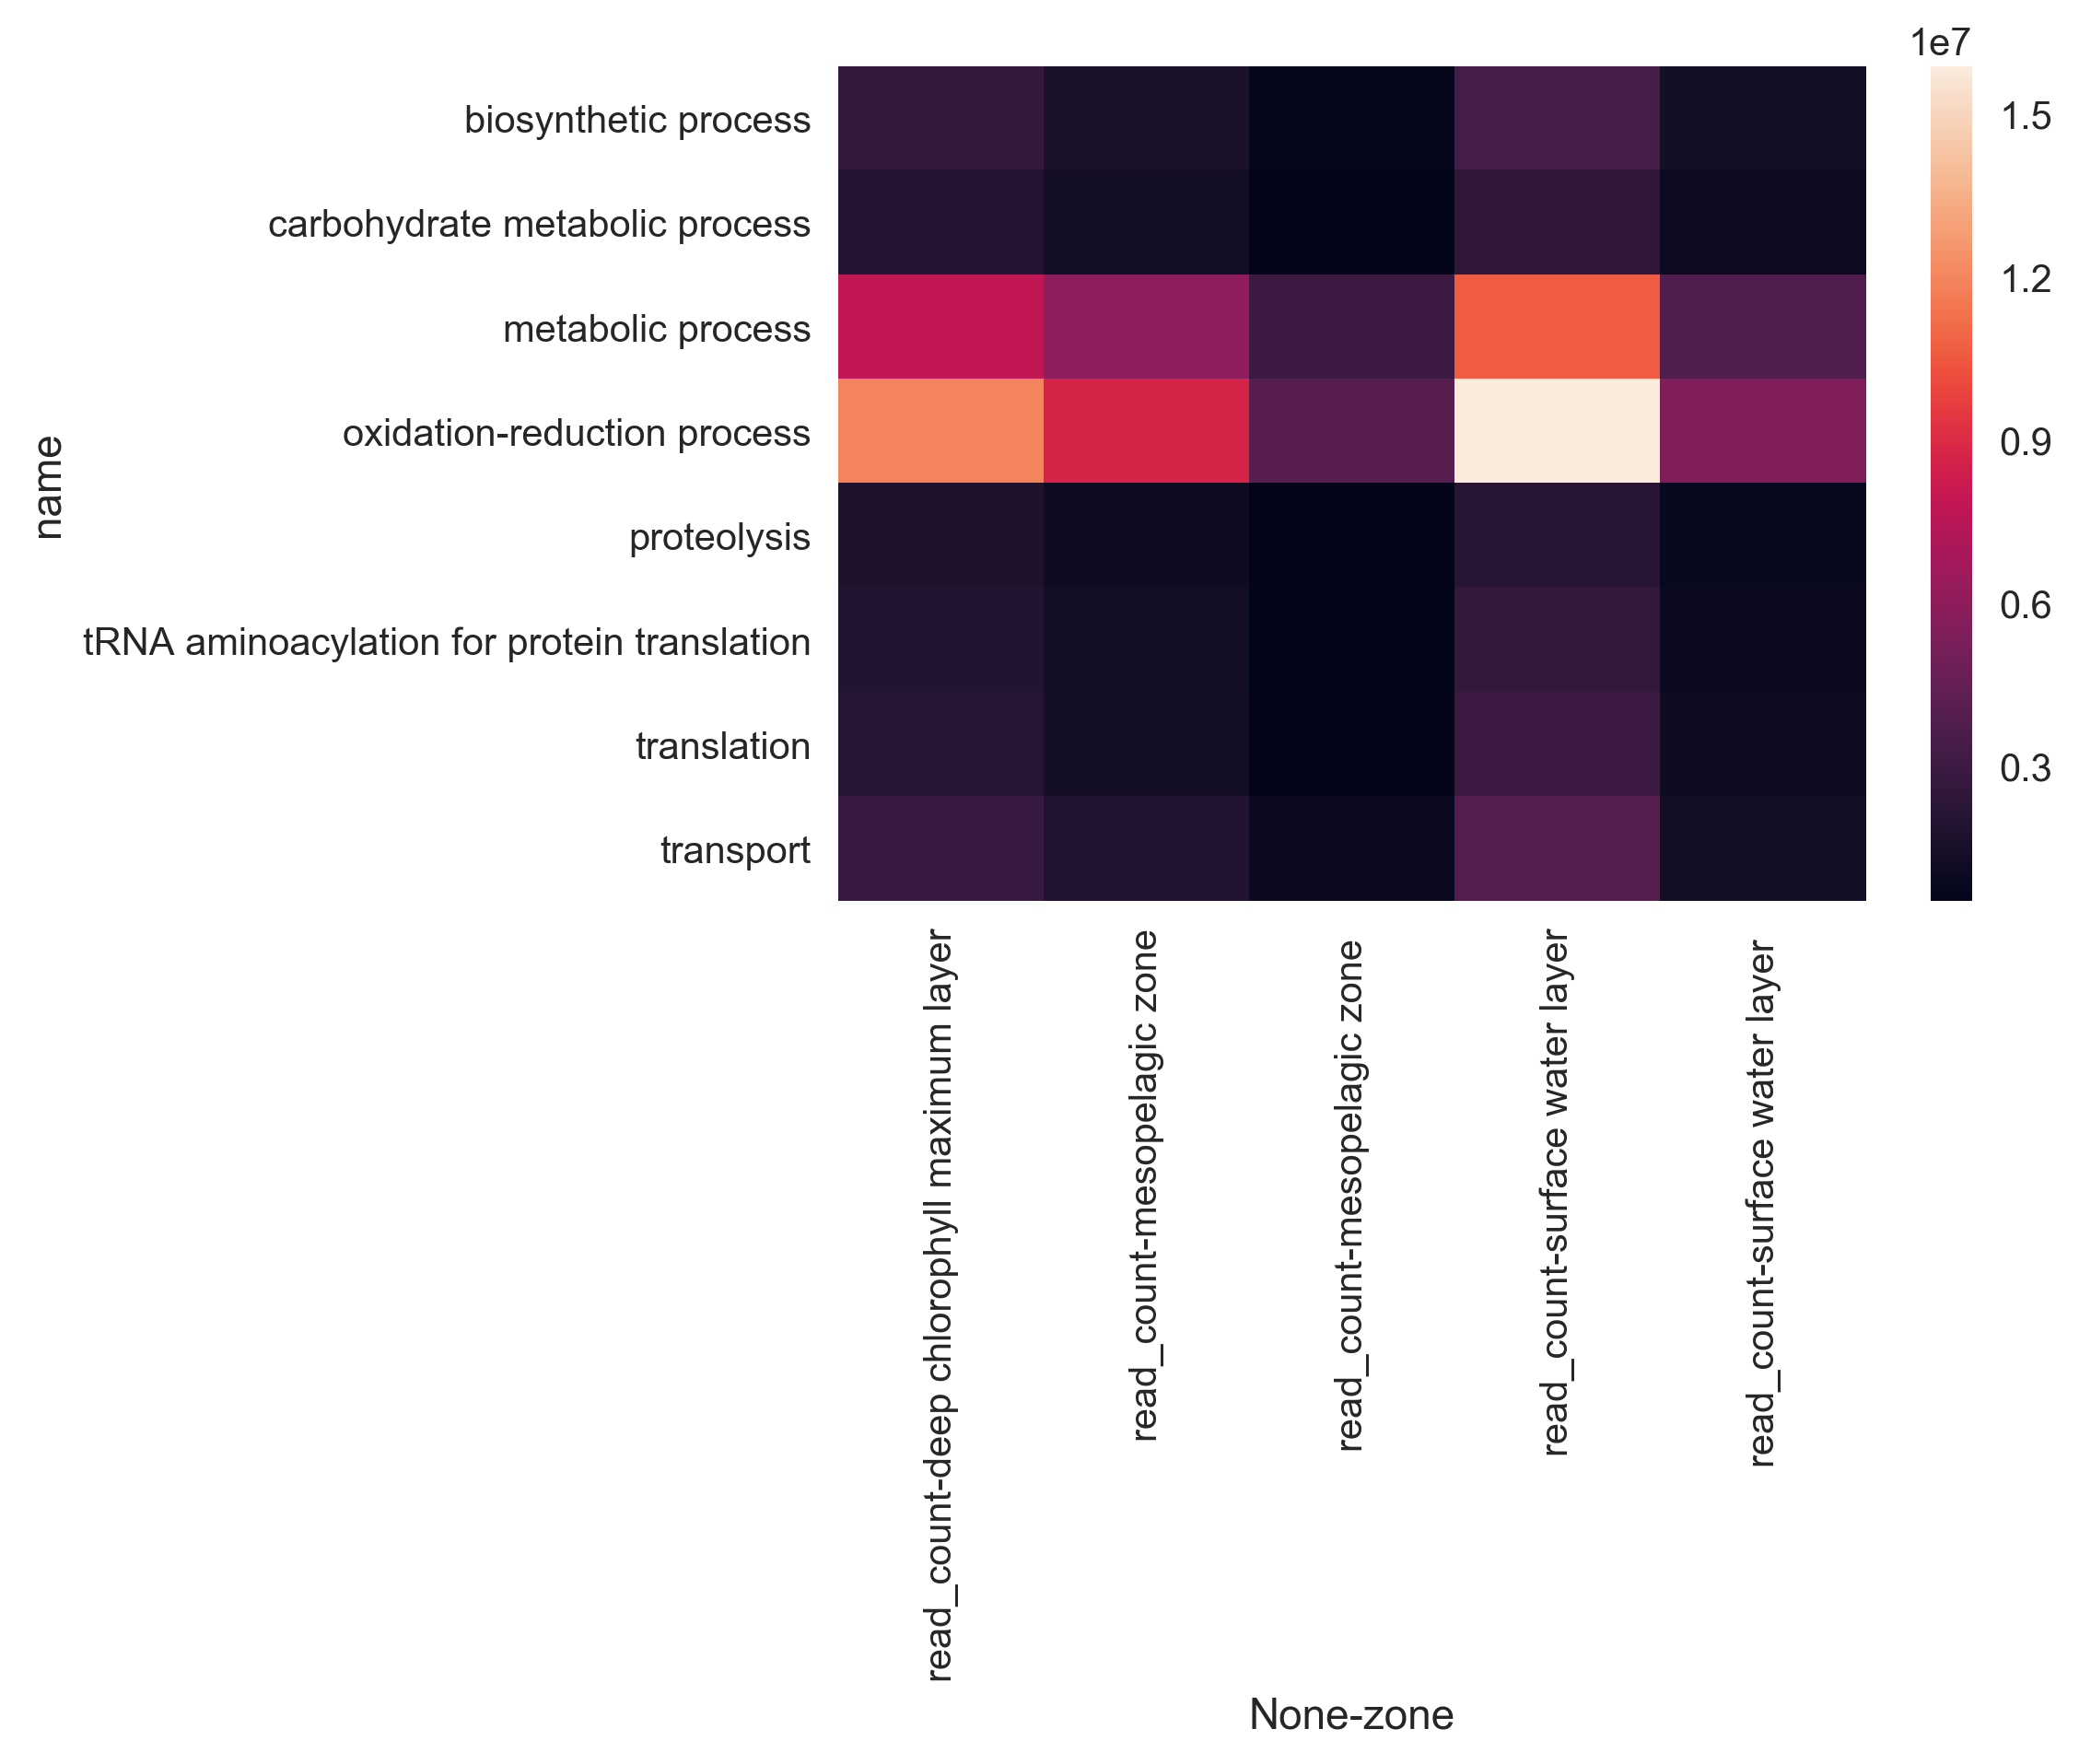 1e7
biosynthetic process
carbohydrate metabolic process
metabolic process
oxidation-reduction process
proteolysis
tRNA aminoacylation for protein translation
translation
transport
name
1.5
1.2
0.9
0.6
0.3
read_count-deep chlorophyll maximum layer
read_count-mesopelagic zone
read_count-mesopelagic zone
read_count-surface water layer
read_count-surface water layer
None-zone